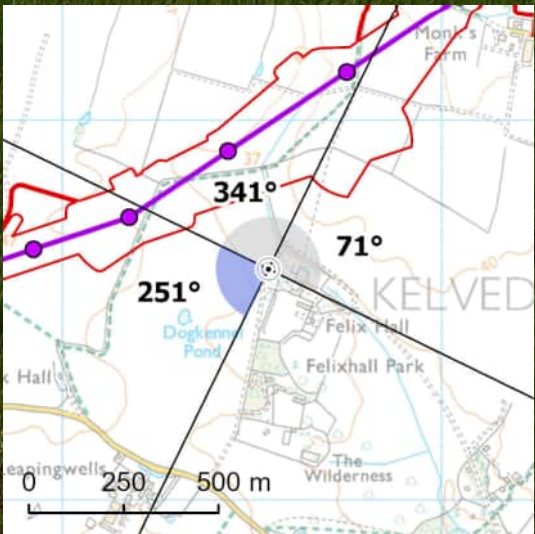 Monk's
Farm
37
341°
71°
251°
40
KELVED
Dogkennel
Pond
Felix Hall
Felixhall Park
x Hall
Leapingwells
The
Wilderness
0 250 500 m